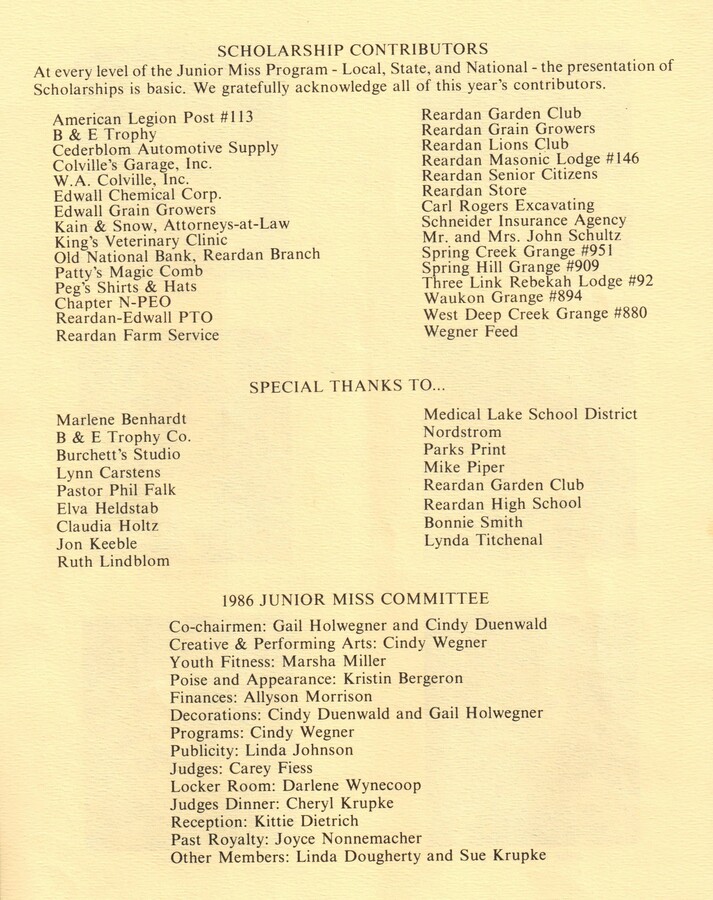 SCHOLARSHIP CONTRIBUTORS
At every level of the Junior Miss Program - Local, State, and National - the presentation of
Scholarships is basic. We gratefully acknowledge all of this year's contributors.
American Legion Post #113
B & E Trophy
Cederblom Automotive Supply
Colville's Garage, Inc.
W.A. Colville, Inc.
Edwall Chemical Corp.
Edwall Grain Growers
Kain & Snow, Attorneys-at-Law
King's Veterinary Clinic
Old National Bank, Reardan Branch
Patty's Magic Comb
Peg's Shirts & Hats
Chapter N-PEO
Reardan-Edwall PTO
Reardan Farm Service
Reardan Garden Club
Reardan Grain Growers
Reardan Lions Club
Reardan Masonic Lodge #146
Reardan Senior Citizens
Reardan Store
Carl Rogers Excavating
Schneider Insurance Agency
Mr. and Mrs. John Schultz
Spring Creek Grange #951
Spring Hill Grange #909
Three Link Rebekah Lodge #92
Waukon Grange #894
West Deep Creek Grange #880
Wegner Feed
SPECIAL THANKS TO...
Marlene Benhardt
B & E Trophy Co.
Burchett's Studio
Lynn Carstens
Pastor Phil Falk
Elva Heldstab
Claudia Holtz
Jon Keeble
Ruth Lindblom
Medical Lake School District
Nordstrom
Parks Print
Mike Piper
Reardan Garden Club
Reardan High School
Bonnie Smith
Lynda Titchenal
1986 JUNIOR MISS COMMITTEE
Co-chairmen: Gail Holwegner and Cindy Duenwald
Creative & Performing Arts: Cindy Wegner
Youth Fitness: Marsha Miller
Poise and Appearance: Kristin Bergeron
Finances: Allyson Morrison
Decorations: Cindy Duenwald and Gail Holwegner
Programs: Cindy Wegner
Publicity: Linda Johnson
Judges: Carey Fiess
Locker Room: Darlene Wynecoop
Judges Dinner: Cheryl Krupke
Reception: Kittie Dietrich
Past Royalty: Joyce Nonnemacher
Other Members: Linda Dougherty and Sue Krupke